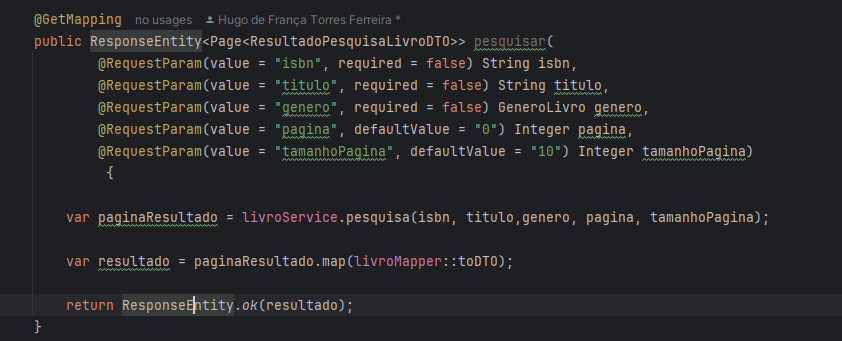 @GetMapping no usages Hugo de França Torres Ferreira *
public ResponseEntity<Page<ResultadoPesquisaLivroDTO>> pesquisar(
@RequestParam(value = "isbn", required = false) String isbn,
@RequestParam(value = "titulo", required = false) String titulo,
@RequestParam(value = "genero", required = false) GeneroLivro genero,
@RequestParam(value = "pagina", defaultValue = "0") Integer pagina,
@RequestParam(value = "tamanhoPagina", defaultValue = "10") Integer tamanhoPagina)
{
var paginaResultado = livroService.pesquisa(isbn, titulo,genero, pagina, tamanhoPagina);
var resultado = paginaResultado.map(livroMapper::toDTO);
return ResponseEntity.ok(resultado);
}